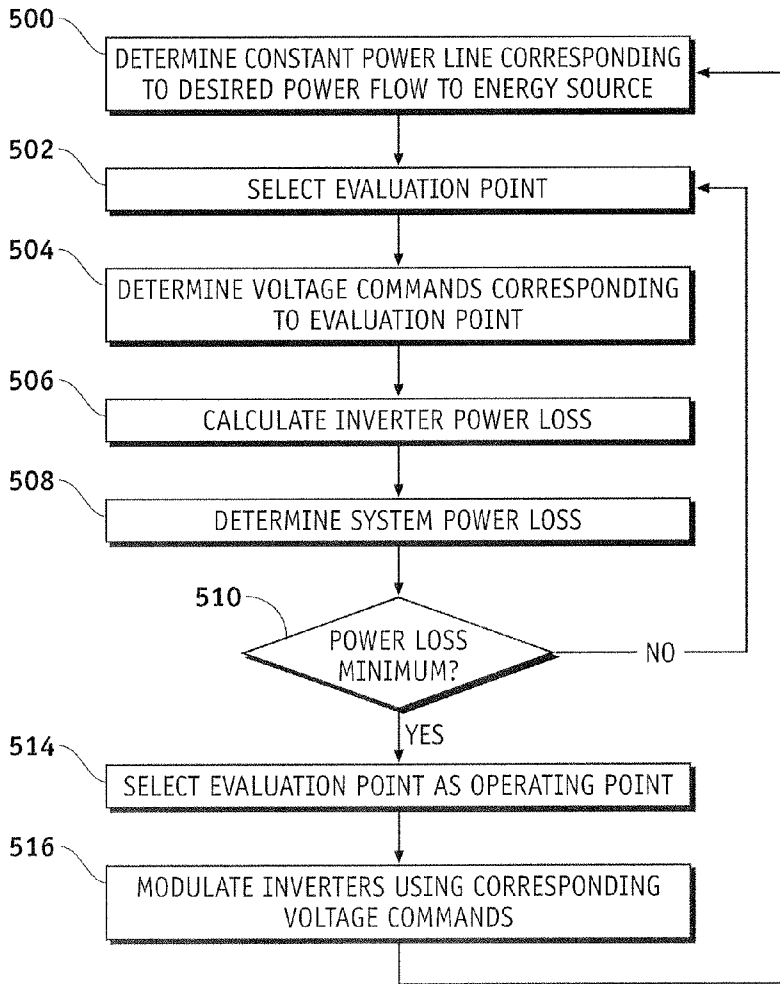 500
DETERMINE CONSTANT POWER LINE CORRESPONDING
TO DESIRED POWER FLOW TO ENERGY SOURCE
502
SELECT EVALUATION POINT
504
DETERMINE VOLTAGE COMMANDS CORRESPONDING
TO EVALUATION POINT
506
CALCULATE INVERTER POWER LOSS
508
DETERMINE SYSTEM POWER LOSS
510
POWER LOSS
MINIMUM?
NO
YES
514
SELECT EVALUATION POINT AS OPERATING POINT
516
MODULATE INVERTERS USING CORRESPONDING
VOLTAGE COMMANDS